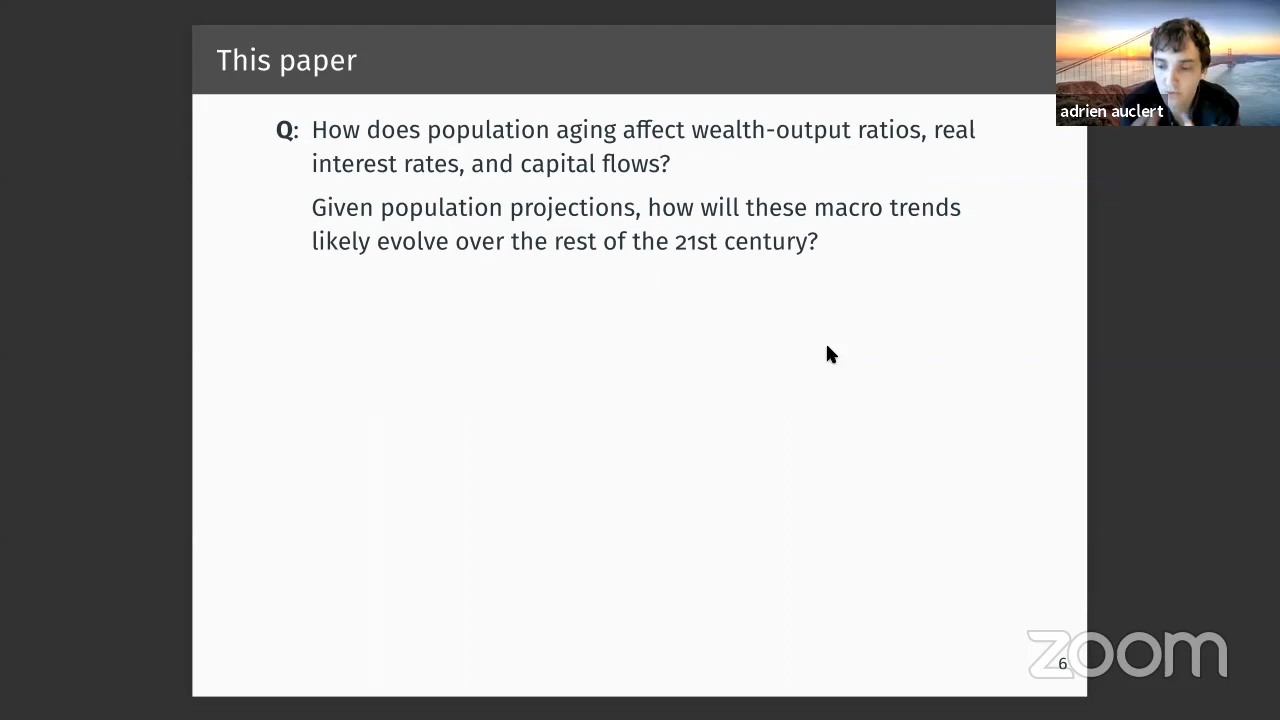 This paper
adrien auclert
Q: How does population aging affect wealth-output ratios, real
interest rates, and capital flows?
Given population projections, how will these macro trends
likely evolve over the rest of the 21st century?
6
zoom